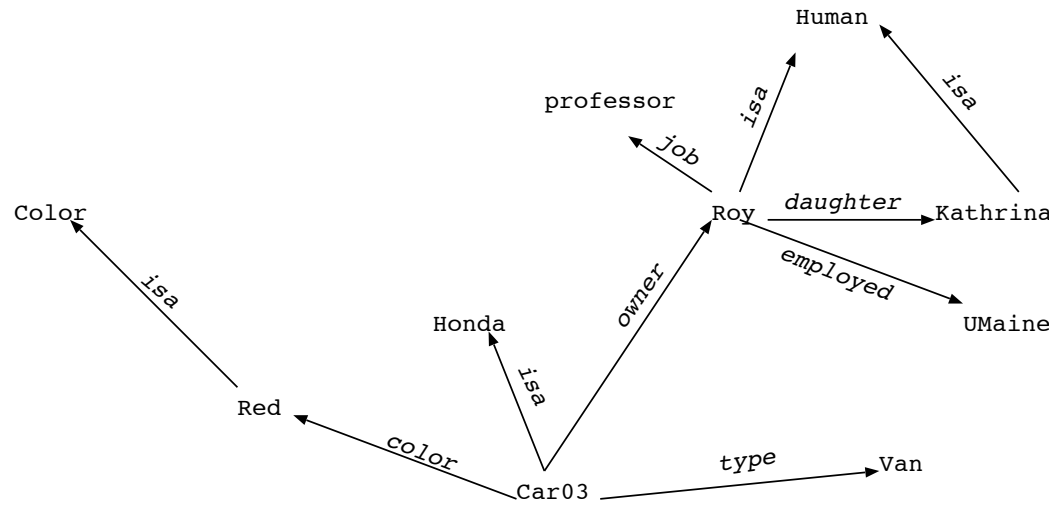 Human
isa
isa
professor
job
Color
Roy
daughter
Kathrina
employed
isa
owner
Honda
UMaine
isa
Red
color
type
Van
Car03